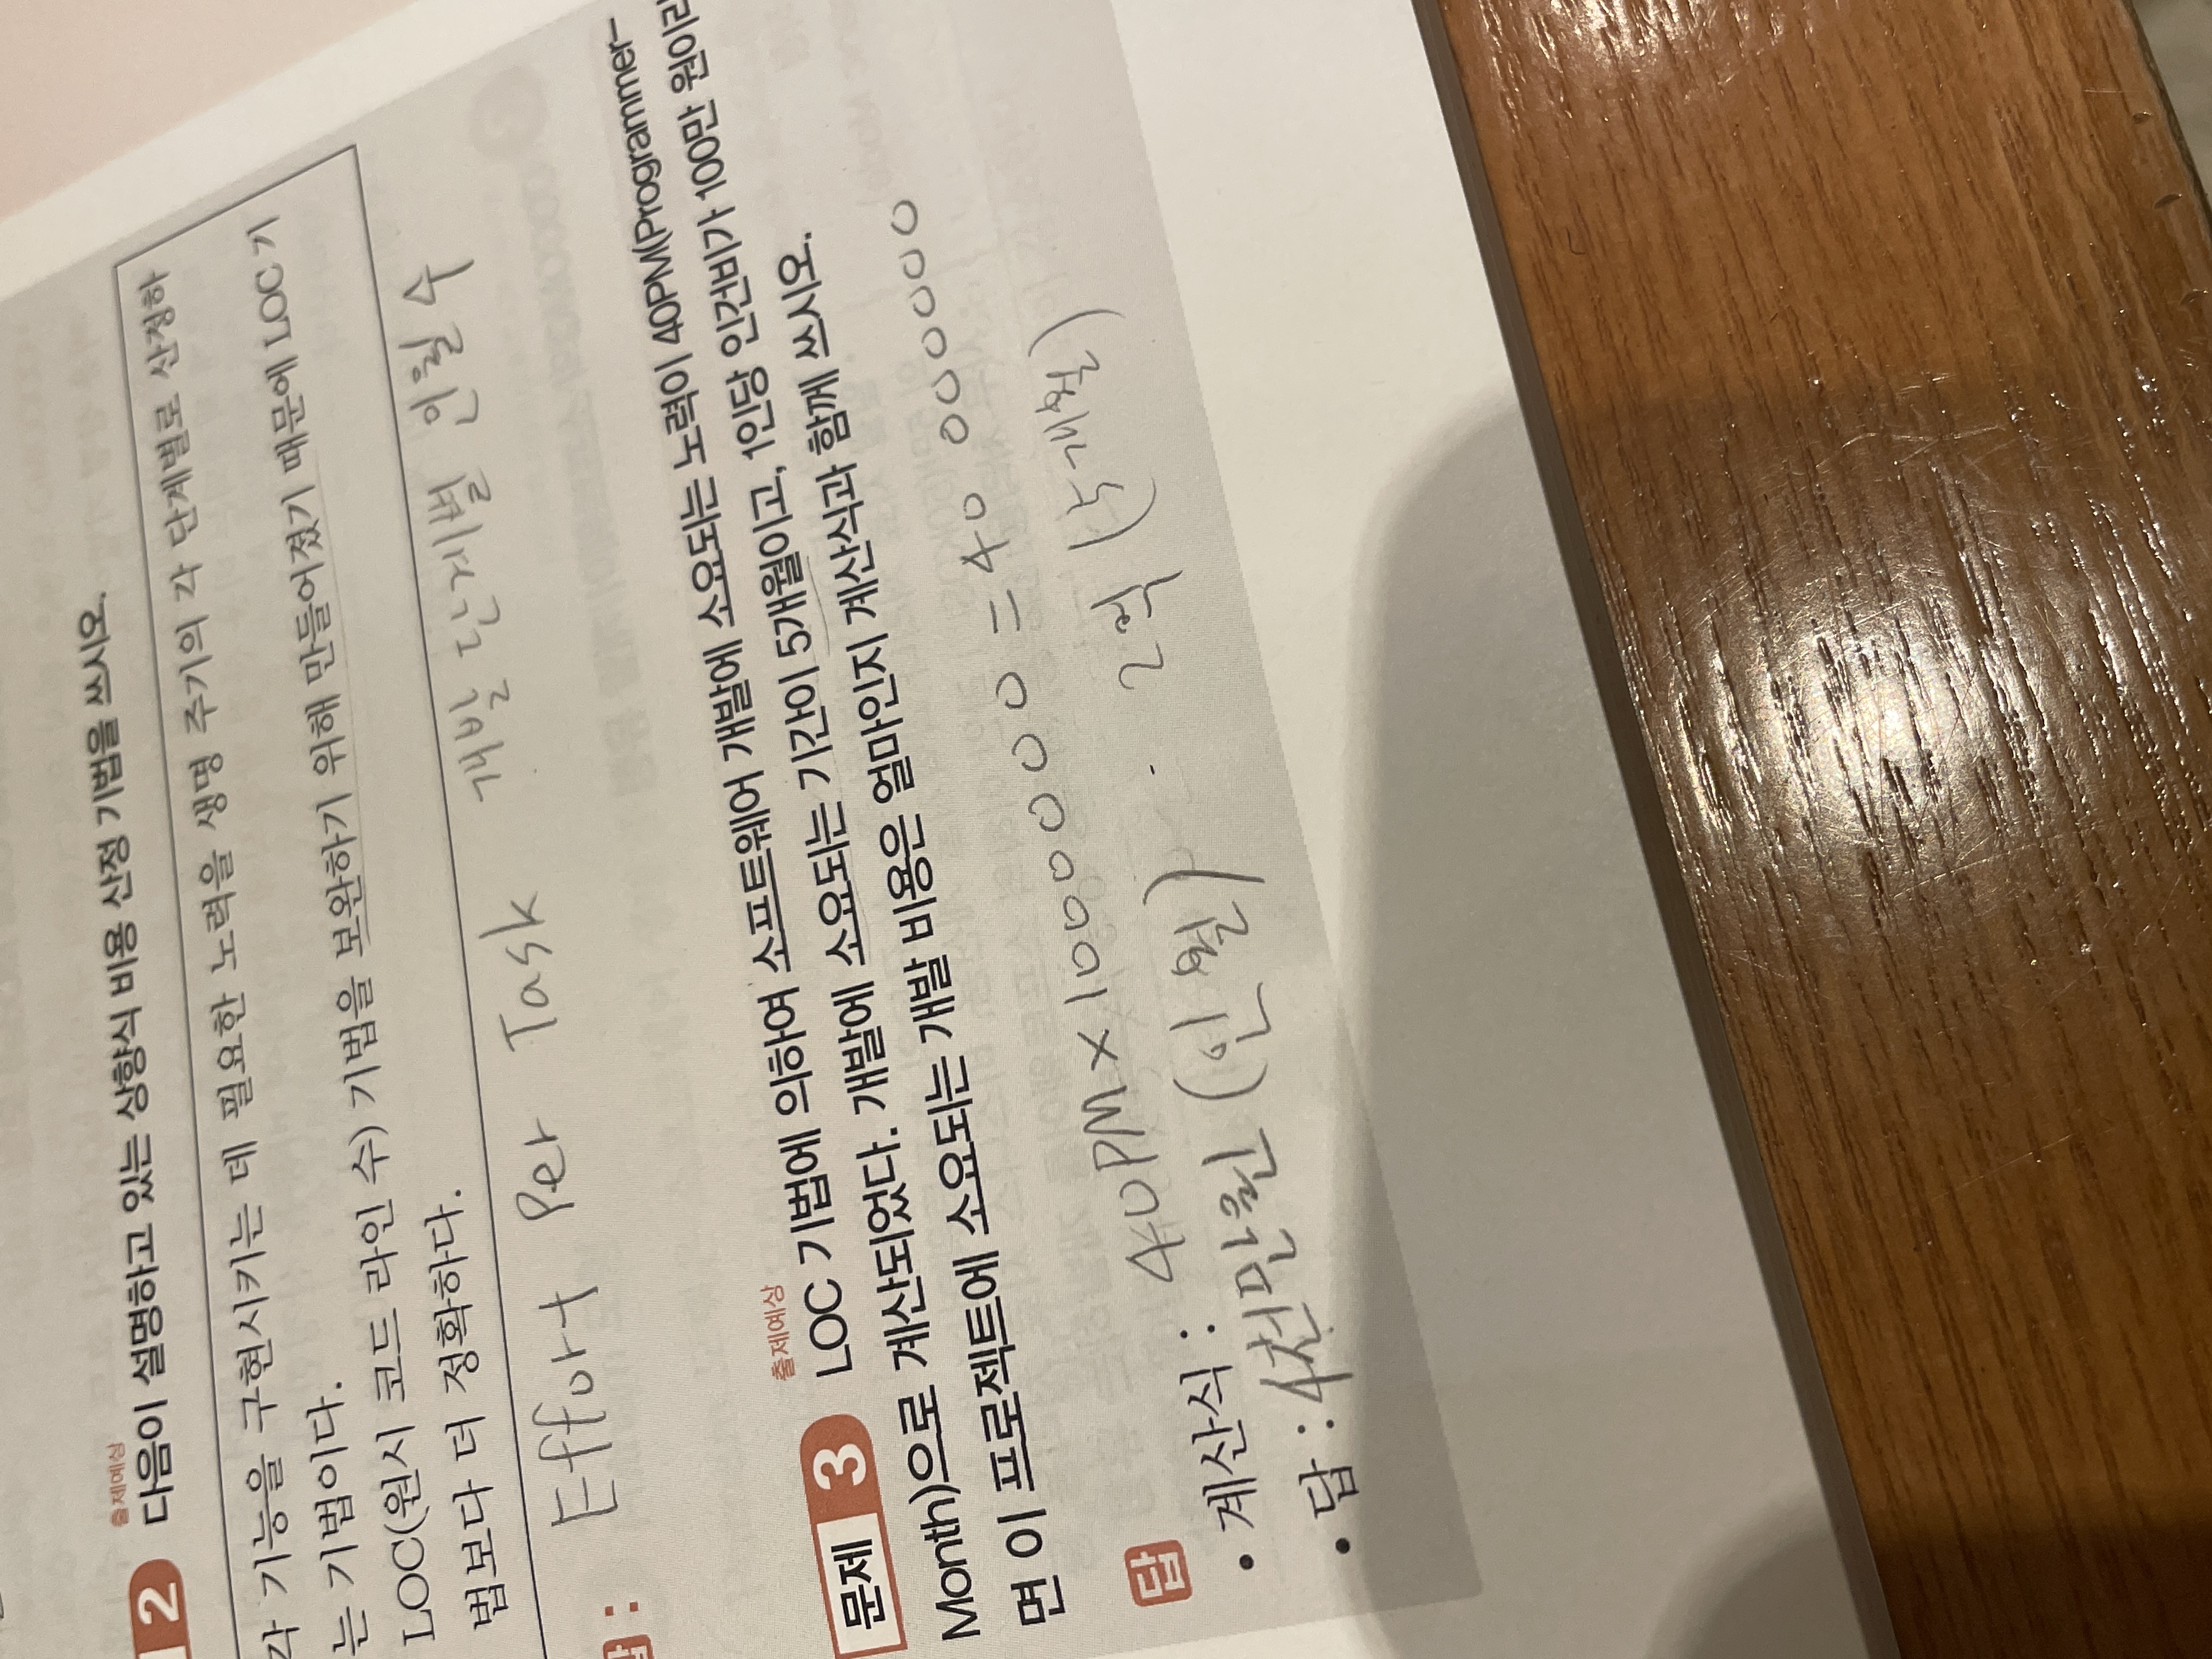 2 출제예상
다음이 설명하고 있는 상향식 비용 산정 기법을 쓰시오.
각 기능을 구현시키는 데 필요한 노력을 생명 주기의 각 단계별로 산정하
는 기법이다.
LOC(원시 코드 라인 수) 기법을 보완하기 위해 만들어졌기 때문에 LOC 기
법보다 더 정확하다.
: Effort Per Task 개발 단계별 인월 수
문제 3 출제예상
LOC 기법에 의하여 소프트웨어 개발에 소요되는 노력이 40PM(Programmer-
Month)으로 계산되었다. 개발에 소요되는 기간이 5개월이고, 1인당 인건비가 100만 원이라
면 이 프로젝트에 소요되는 개발 비용은 얼마인지 계산식과 함께 쓰시오.
답
• 계산식 : 40PM × 1000000 = 40 000000
• 답 : 4천만원 (인월) 2억 (5개월)